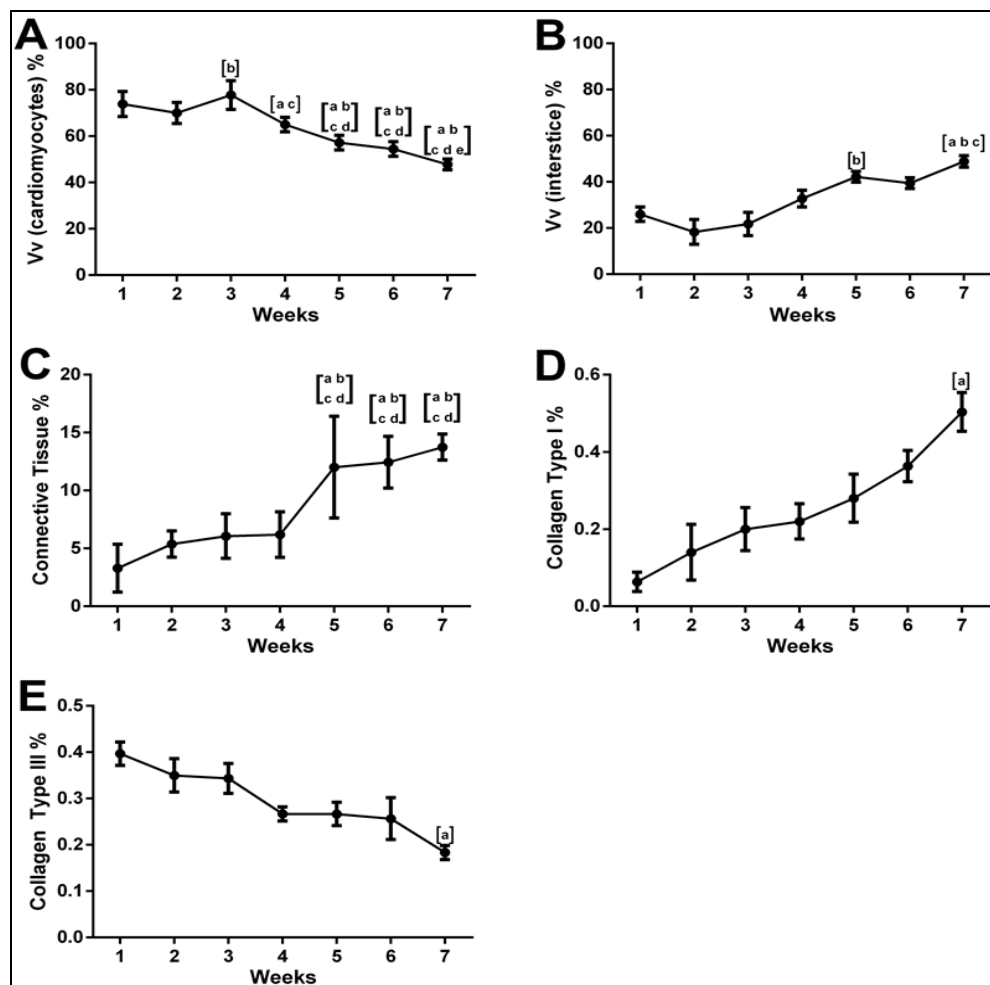 A
Vv (cardiomyocytes) %
100
80
60
40
20
0
[b]
[a c]
[a b
c d]
[a b
c d]
[a b
c d e]
1 2 3 4 5 6 7
Weeks
B
Vv (interstice) %
100
80
60
40
20
0
[b]
[a b c]
1 2 3 4 5 6 7
Weeks
C
Connective Tissue %
20
15
10
5
0
[a b
c d]
[a b
c d]
[a b
c d]
1 2 3 4 5 6 7
Weeks
D
Collagen Type I %
0.6
0.4
0.2
0.0
[a]
1 2 3 4 5 6 7
Weeks
E
Collagen Type III %
0.5
0.4
0.3
0.2
0.1
0.0
[a]
1 2 3 4 5 6 7
Weeks